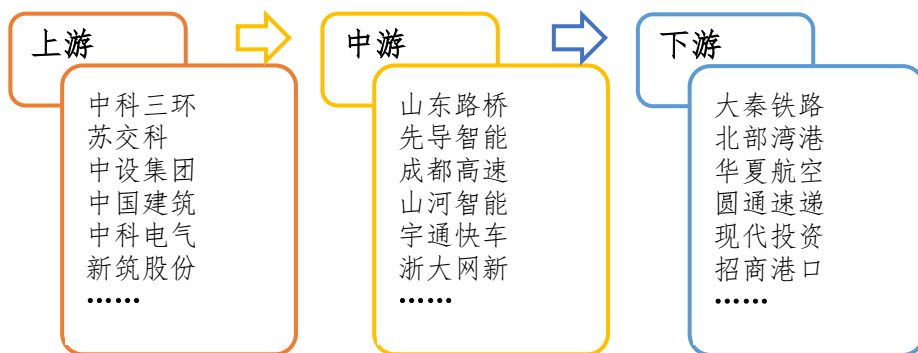 上游
中科三环
苏交科
中设集团
中国建筑
中科电气
新筑股份
……
中游
山东路桥
先导智能
成都高速
山河智能
宇通快车
浙大网新
……
下游
大秦铁路
北部湾港
华夏航空
圆通速递
现代投资
招商港口
……